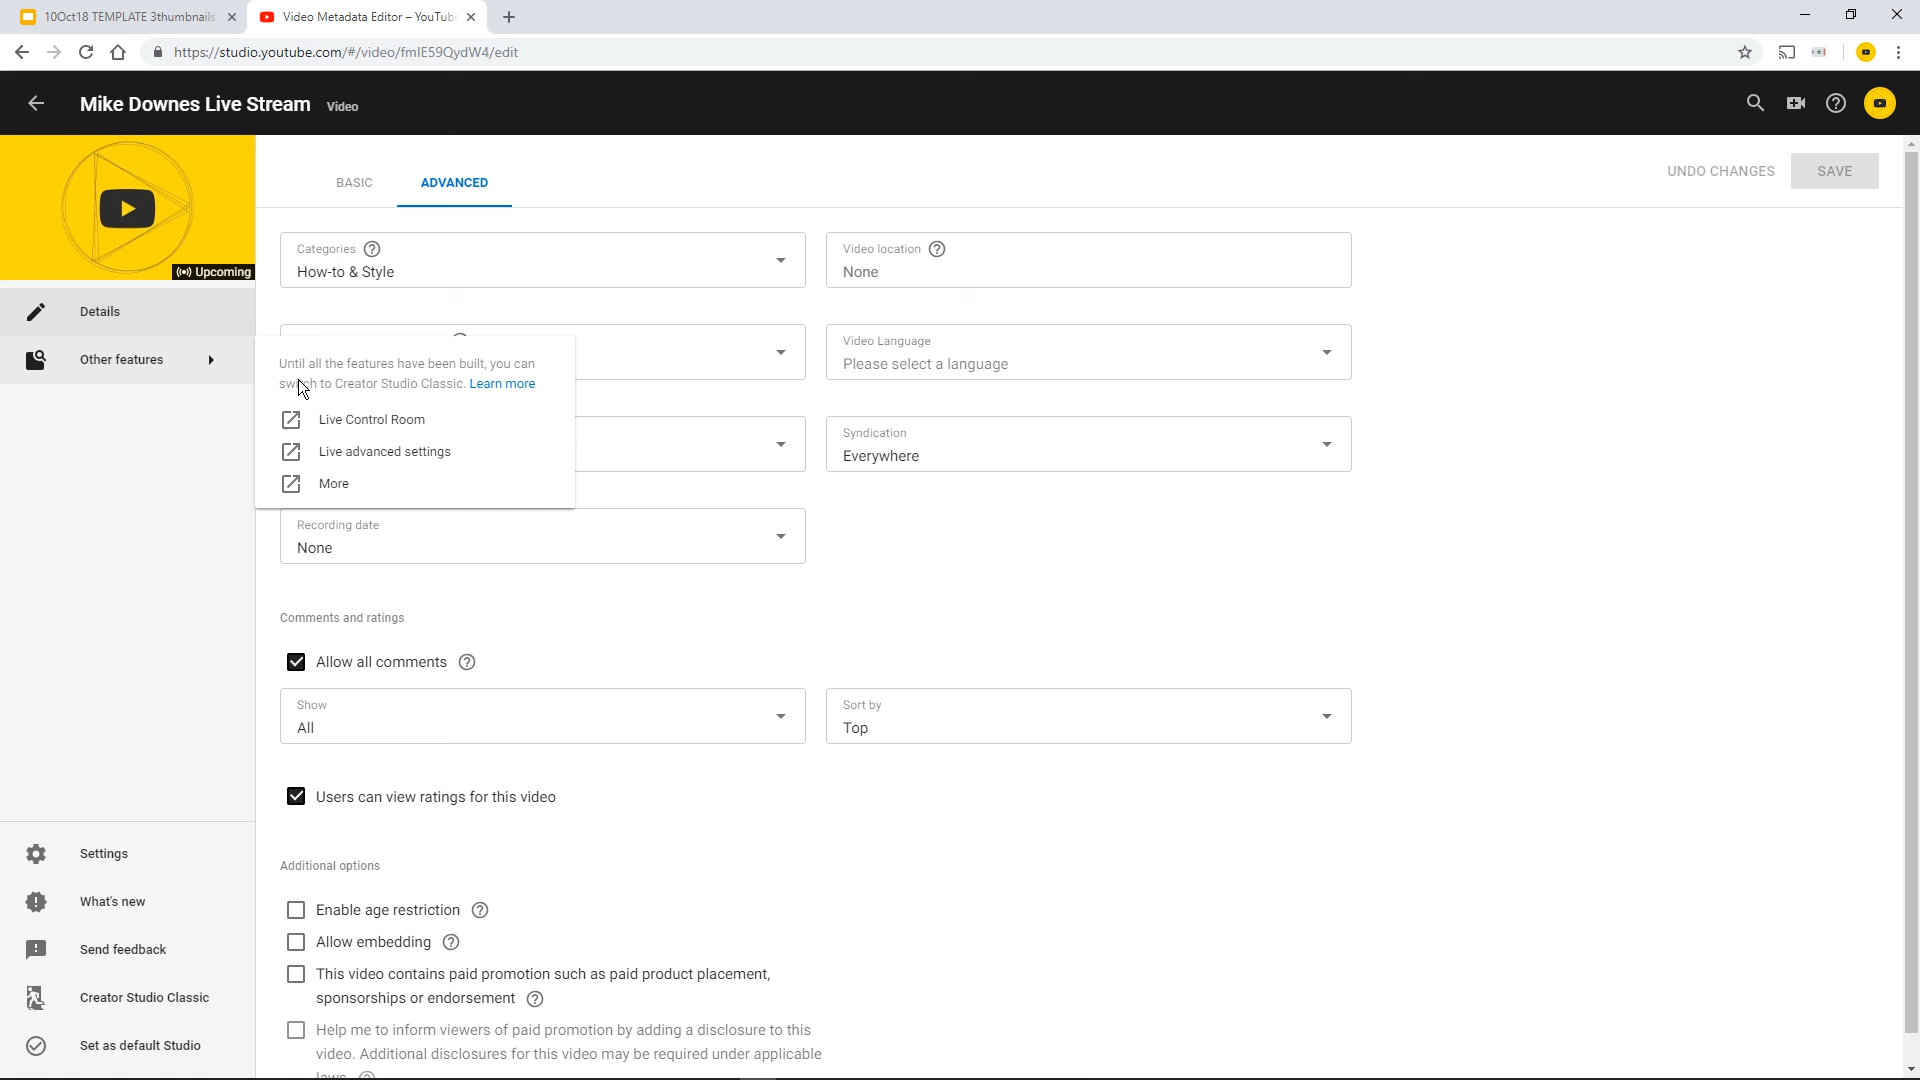 10Oct18 TEMPLATE 3thumbnails
Video Metadata Editor – YouTube
https://studio.youtube.com/#/video/fmlE59QydW4/edit
Mike Downes Live Stream Video
Upcoming
BASIC
ADVANCED
UNDO CHANGES
SAVE
Details
Other features
Categories
How-to & Style
Video location
None
Until all the features have been built, you can
switch to Creator Studio Classic. Learn more
Live Control Room
Live advanced settings
More
Video Language
Please select a language
Syndication
Everywhere
Recording date
None
Comments and ratings
Allow all comments
Show
All
Sort by
Top
Users can view ratings for this video
Additional options
Enable age restriction
Allow embedding
This video contains paid promotion such as paid product placement,
sponsorships or endorsement
Help me to inform viewers of paid promotion by adding a disclosure to this
video. Additional disclosures for this video may be required under applicable
laws
Settings
What's new
Send feedback
Creator Studio Classic
Set as default Studio